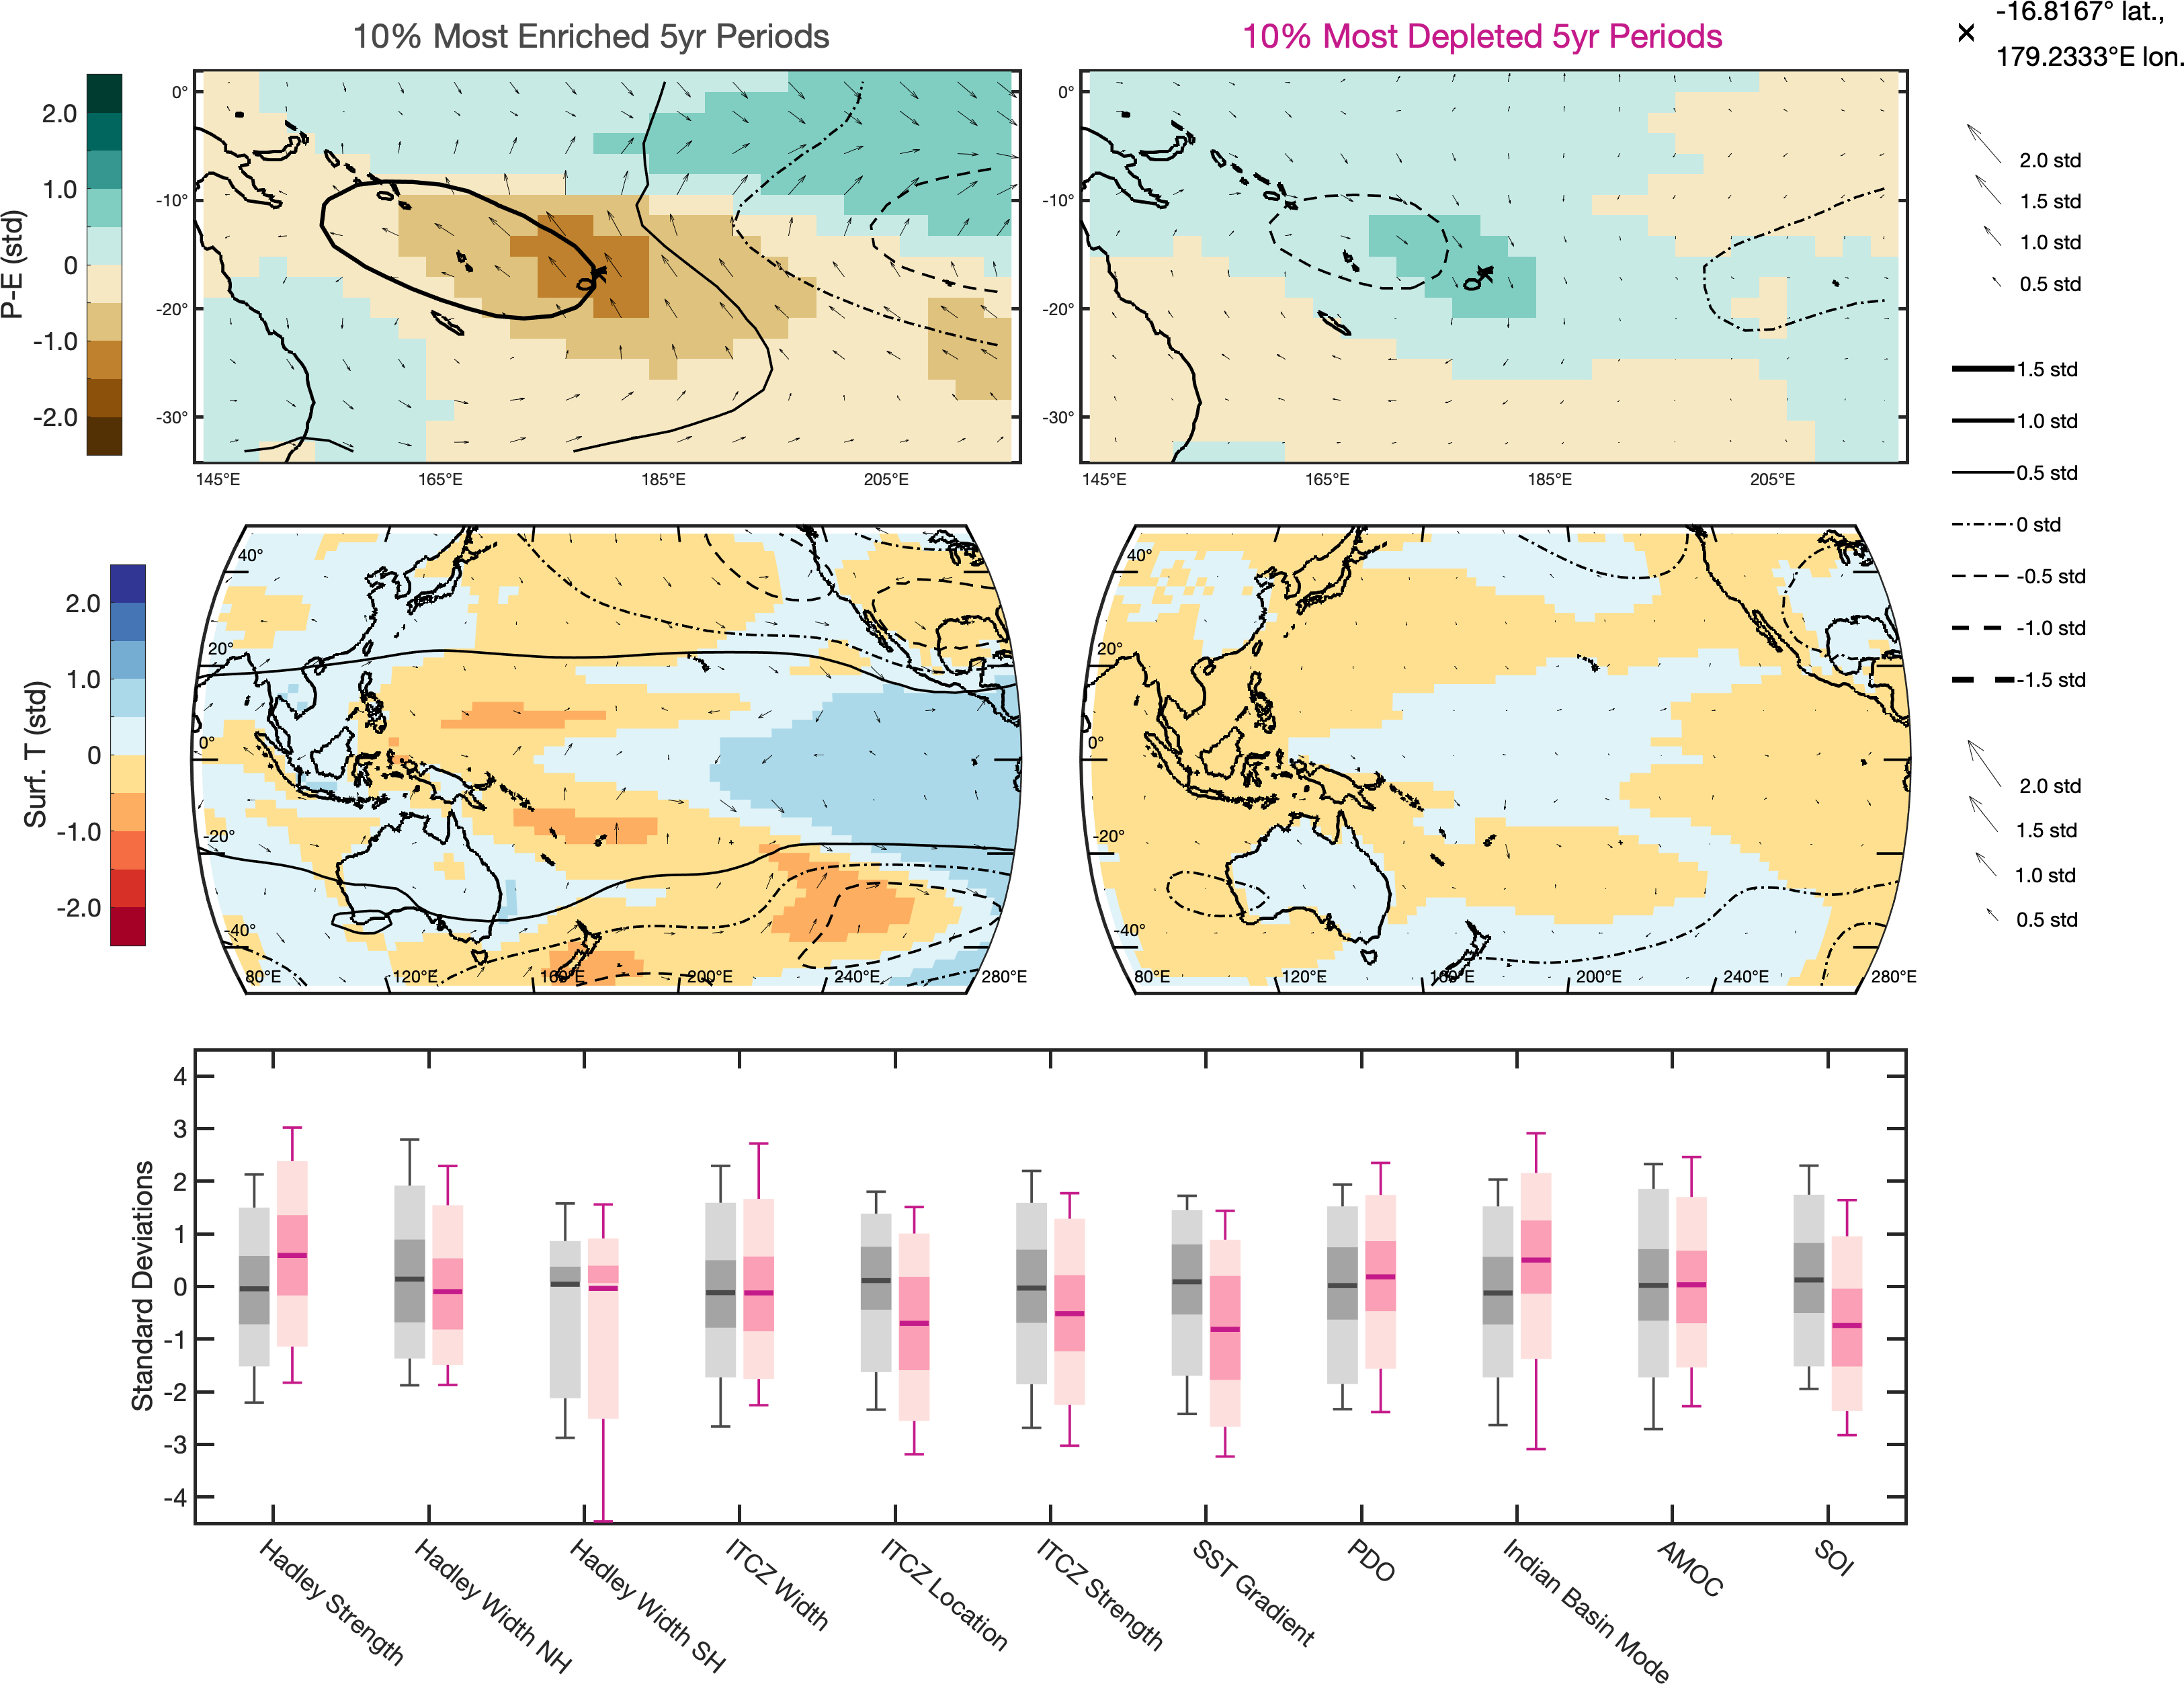 10% Most Enriched 5yr Periods
10% Most Depleted 5yr Periods
-16.8167° lat.,
179.2333°E lon.
P-E (std)
2.0
1.0
0
-1.0
-2.0
0°
-10°
-20°
-30°
145°E
165°E
185°E
205°E
0°
-10°
-20°
-30°
145°E
165°E
185°E
205°E
2.0 std
1.5 std
1.0 std
0.5 std
1.5 std
1.0 std
0.5 std
0 std
-0.5 std
-1.0 std
-1.5 std
Surf. T (std)
2.0
1.0
0
-1.0
-2.0
40°
20°
0°
-20°
-40°
80°E
120°E
160°E
200°E
240°E
280°E
40°
20°
0°
-20°
-40°
80°E
120°E
160°E
200°E
240°E
280°E
2.0 std
1.5 std
1.0 std
0.5 std
Standard Deviations
4
3
2
1
0
-1
-2
-3
-4
Hadley Strength
Hadley Width NH
Hadley Width SH
ITCZ Width
ITCZ Location
ITCZ Strength
SST Gradient
PDO
Indian Basin Mode
AMOC
SOI